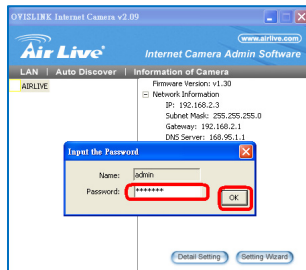 OVISLINK Internet Camera v2.09
www.airlive.com
Air Live
Internet Camera Admin Software
LAN | Auto Discover | Information of Camera
AIRLIVE
Firmware Version: v1.30
Network Information
IP: 192.168.2.3
Subnet Mask: 255.255.255.0
Gateway: 192.168.2.1
DNS Server: 168.95.1.1
Input the Password
Name: admin
Password: *******
OK
Detail Setting
Setting Wizard